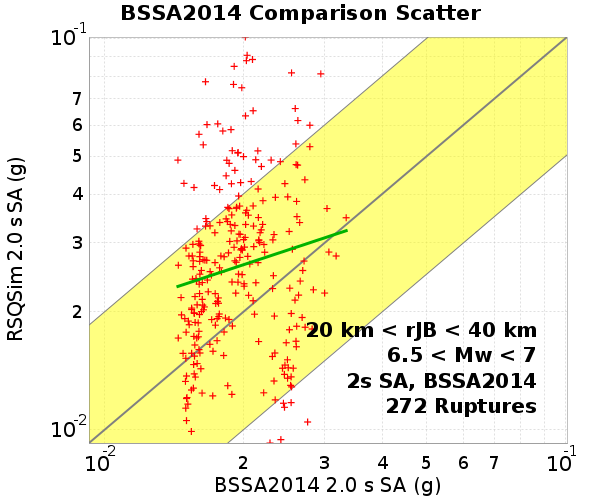 BSSA2014 Comparison Scatter
RSQSim 2.0 s SA (g)
10⁻¹
7
6
5
4
3
2
10⁻²
20 km < rJB < 40 km
6.5 < Mw < 7
2s SA, BSSA2014
272 Ruptures
10⁻² 2 3 4 5 6 7 10⁻¹
BSSA2014 2.0 s SA (g)